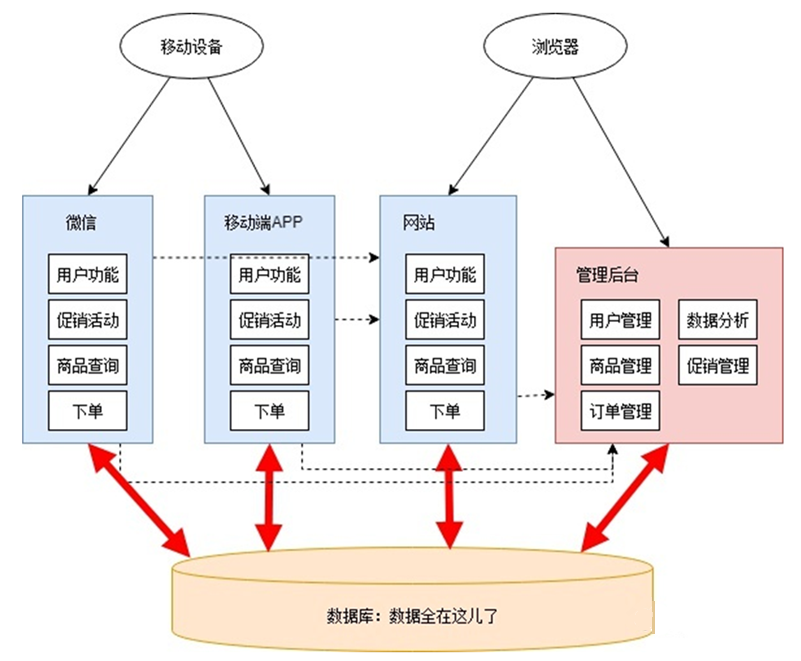 移动设备
浏览器
微信
用户功能
促销活动
商品查询
下单
移动端APP
用户功能
促销活动
商品查询
下单
网站
用户功能
促销活动
商品查询
下单
管理后台
用户管理
数据分析
商品管理
促销管理
订单管理
数据库：数据全在这儿了